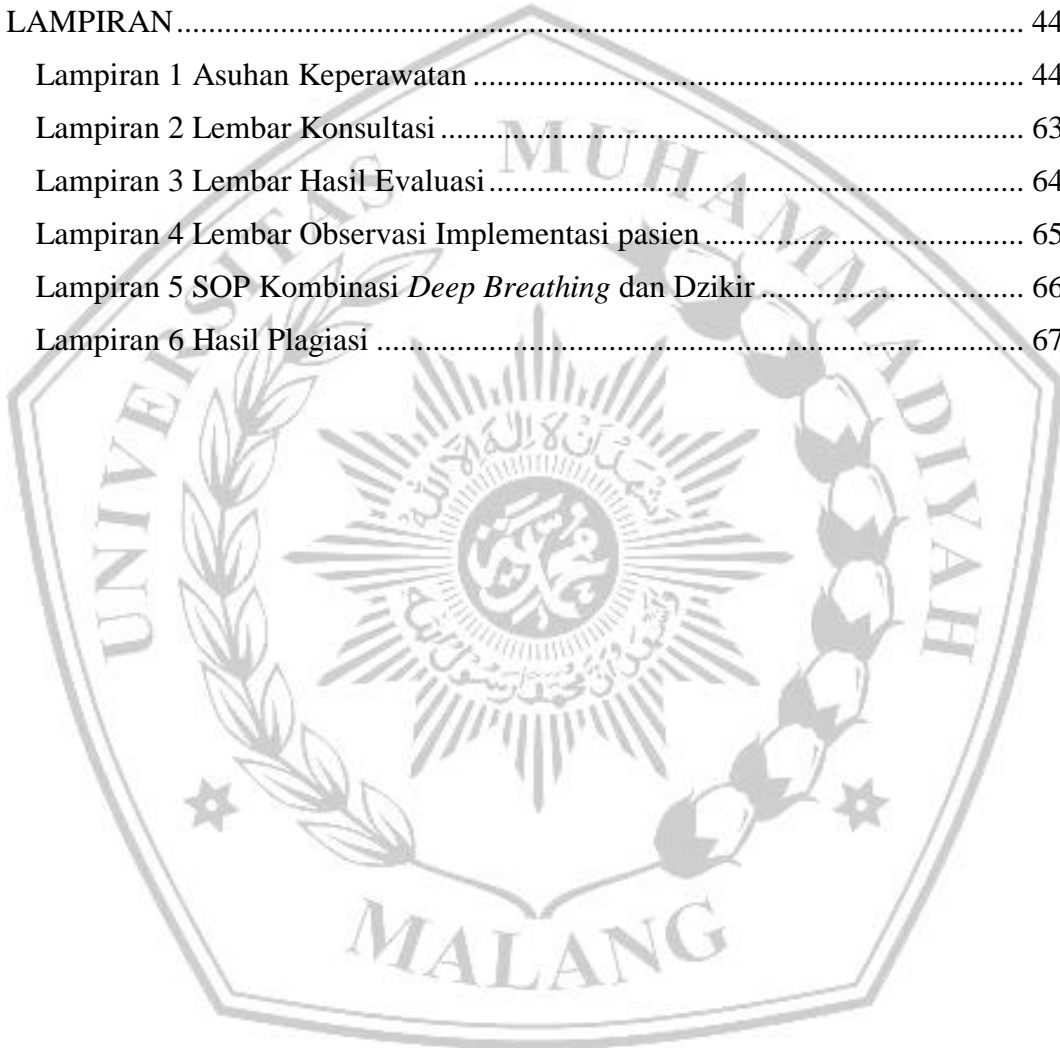 LAMPIRAN........................................................................................................... 44
Lampiran 1 Asuhan Keperawatan..................................................................... 44
Lampiran 2 Lembar Konsultasi......................................................................... 63
Lampiran 3 Lembar Hasil Evaluasi................................................................... 64
Lampiran 4 Lembar Observasi Implementasi pasien........................................ 65
Lampiran 5 SOP Kombinasi Deep Breathing dan Dzikir................................. 66
Lampiran 6 Hasil Plagiasi ................................................................................. 67
UNIVERSITAS MUHAMMADIYAH
MALANG